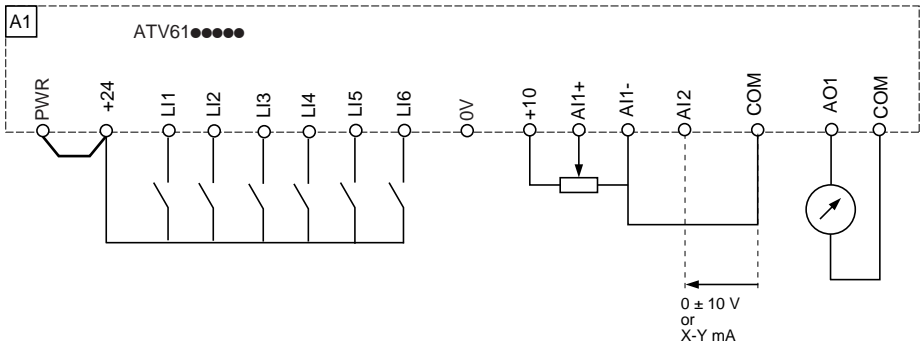 A1
ATV61●●●●●
PWR
+24
LI1
LI2
LI3
LI4
LI5
LI6
0V
+10
AI1+
AI1-
AI2
COM
AO1
COM
0 ± 10 V
or
X-Y mA